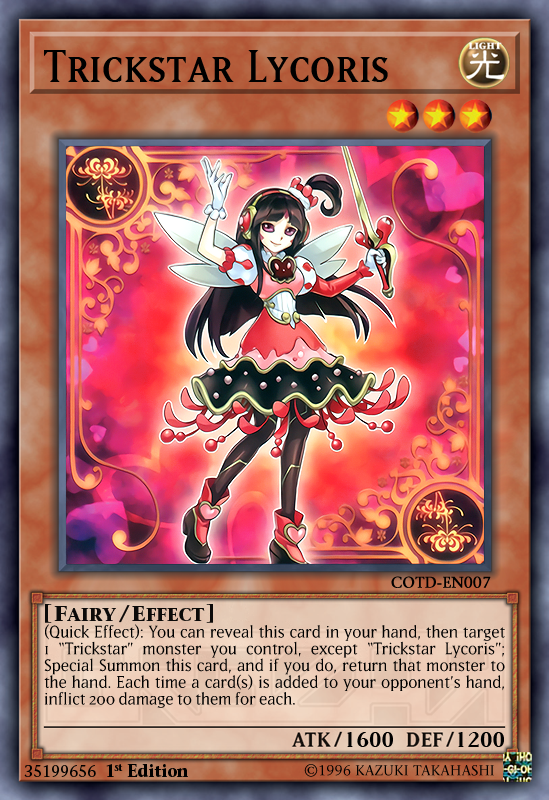 Trickstar Lycoris
LIGHT
光
COTD-EN007
[Fairy/Effect]
(Quick Effect): You can reveal this card in your hand, then target
1 "Trickstar" monster you control, except "Trickstar Lycoris";
Special Summon this card, and if you do, return that monster to
the hand. Each time a card(s) is added to your opponent's hand,
inflict 200 damage to them for each.
ATK/1600 DEF/1200
35199656 1st Edition ©1996 KAZUKI TAKAHASHI